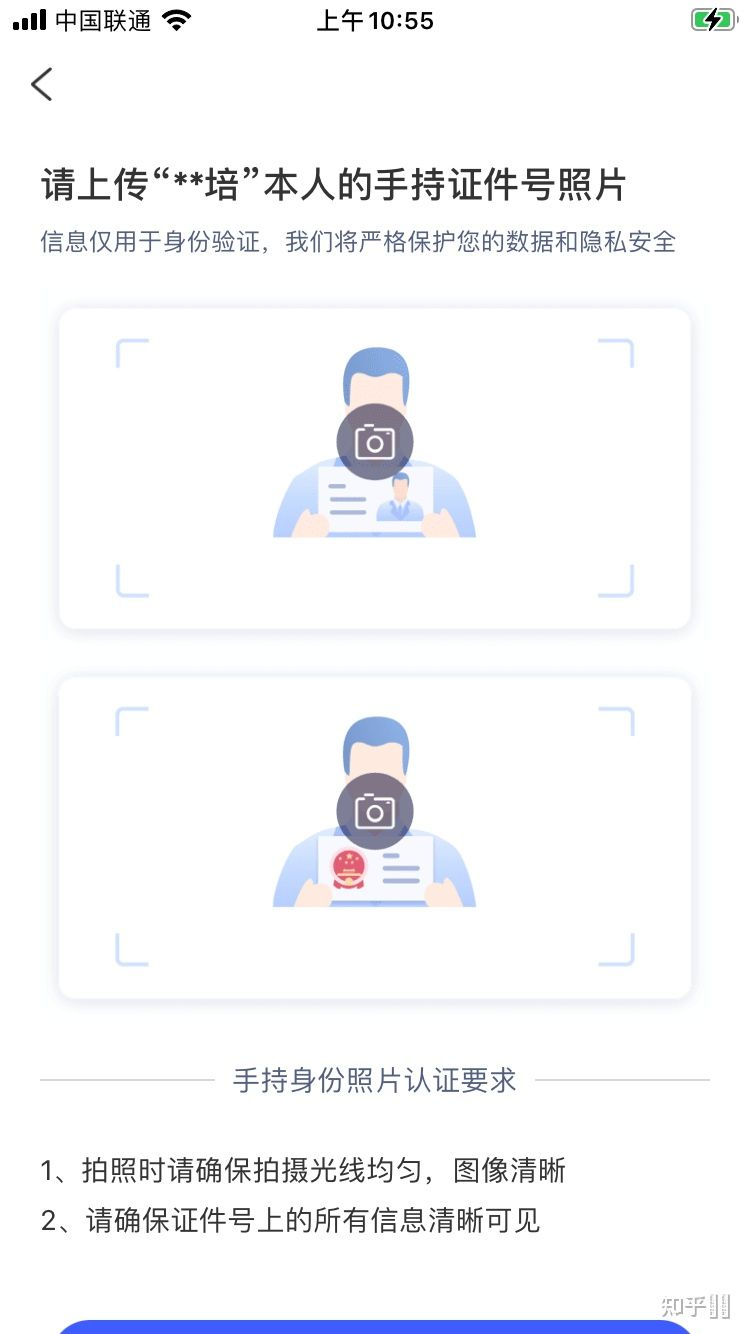 中国联通
上午10:55
请上传“**培”本人的手持证件号照片
信息仅用于身份验证，我们将严格保护您的数据和隐私安全
手持身份照片认证要求
1、拍照时请确保拍摄光线均匀，图像清晰
2、请确保证件号上的所有信息清晰可见
知乎